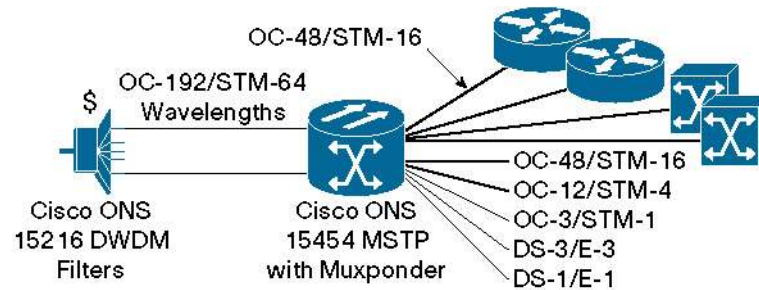 OC-48/STM-16
$
OC-192/STM-64
Wavelengths
Cisco ONS
15216 DWDM
Filters
Cisco ONS
15454 MSTP
with Muxponder
OC-48/STM-16
OC-12/STM-4
OC-3/STM-1
DS-3/E-3
DS-1/E-1